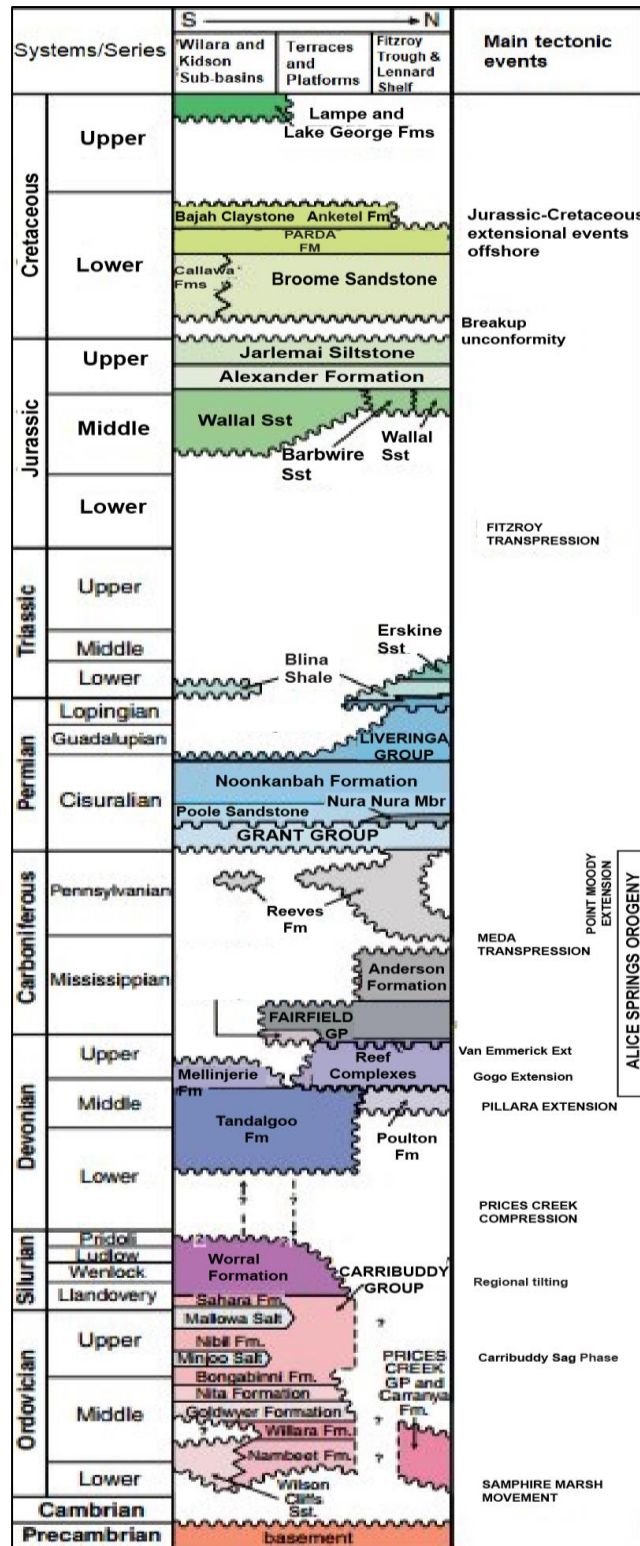 S N
Systems/Series
Wilara and
Kidson
Sub-basins
Terraces
and
Platforms
Fitzroy
Trough &
Lennard
Shelf
Main tectonic
events
Cretaceous
Upper
Lampe and
Lake George Fms
Lower
Bajah Claystone Anketel Fm
PARDA
FM
Callawa
Fms
Broome Sandstone
Jurassic-Cretaceous
extensional events
offshore
Breakup
unconformity
Jurassic
Upper
Jarlemai Siltstone
Alexander Formation
Middle
Wallal Sst
Barbwire
Sst
Wallal
Sst
Lower
FITZROY
TRANSPRESSION
Triassic
Upper
Middle
Lower
Erskine
Sst
Blina
Shale
Permian
Lopingian
Guadalupian
LIVERINGA
GROUP
Cisuralian
Noonkanbah Formation
Poole Sandstone
Nura Nura Mbr
GRANT GROUP
Carboniferous
Pennsylvanian
Reeves
Fm
Mississippian
Anderson
Formation
FAIRFIELD
GP
POINT MOODY
EXTENSION
MEDA
TRANSPRESSION
ALICE SPRINGS OROGENY
Devonian
Upper
Mellinjerie
Fm
Reef
Complexes
Van Emmerick Ext
Gogo Extension
Middle
Tandalgoo
Fm
Poulton
Fm
PILLARA EXTENSION
Lower
? ?
PRICES CREEK
COMPRESSION
Silurian
Pridoli
Ludlow
Wenlock
Llandovery
? ?
Worral
Formation
CARRIBUDDY
GROUP
Regional tilting
Sahara Fm.
Ordovician
Upper
Mallowa Salt
?
Nibil Fm.
Minjoo Salt
PRICES
CREEK
GP and
Carranya
Fm.
Carribuddy Sag Phase
Bongabinni Fm.
Middle
Nita Formation
Goldwyer Formation
?
?
Willara Fm.
Nambeet Fm.
?
Lower
Wilson
Cliffs
Sst.
SAMPHIRE MARSH
MOVEMENT
Cambrian
Precambrian
basement